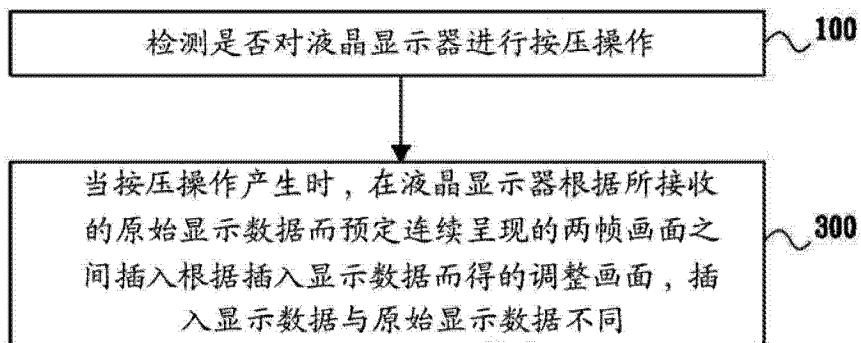 检测是否对液晶显示器进行按压操作
100
当按压操作产生时，在液晶显示器根据所接收
的原始显示数据而预定连续呈现的两帧画面之
间插入根据插入显示数据而得的调整画面，插
入显示数据与原始显示数据不同
300